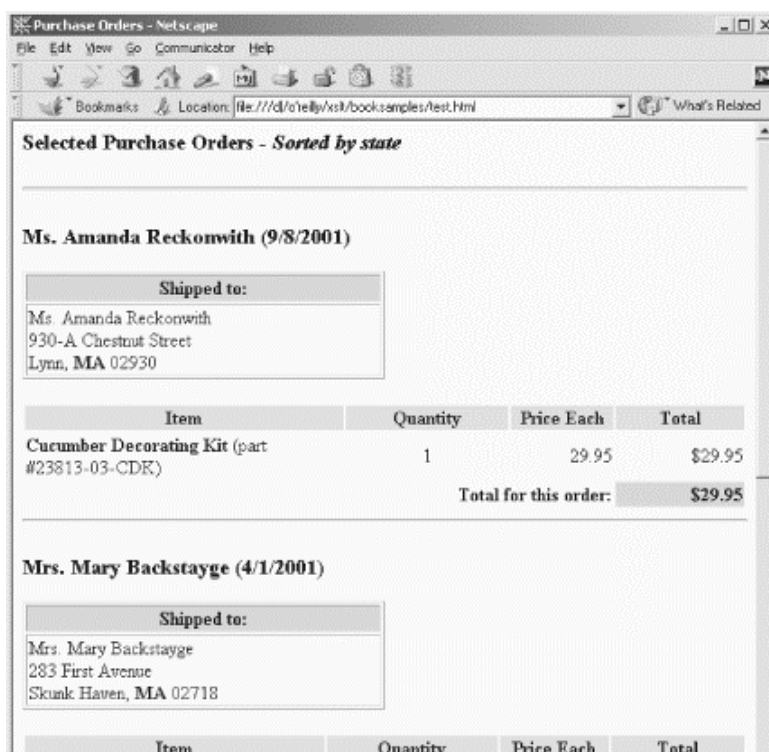 Purchase Orders - Netscape
File Edit View Go Communicator Help
My
Bookmarks Location: file:///d|/o'reilly/xslt/booksamples/test.html What's Related
Selected Purchase Orders - Sorted by state
Ms. Amanda Reckonwith (9/8/2001)
Shipped to:
Ms. Amanda Reckonwith
930-A Chestnut Street
Lynn, MA 02930
Item Quantity Price Each Total
Cucumber Decorating Kit (part
#23813-03-CDK) 1 29.95 $29.95
Total for this order: $29.95
Mrs. Mary Backstayge (4/1/2001)
Shipped to:
Mrs. Mary Backstayge
283 First Avenue
Skunk Haven, MA 02718
Item Quantity Price Each Total